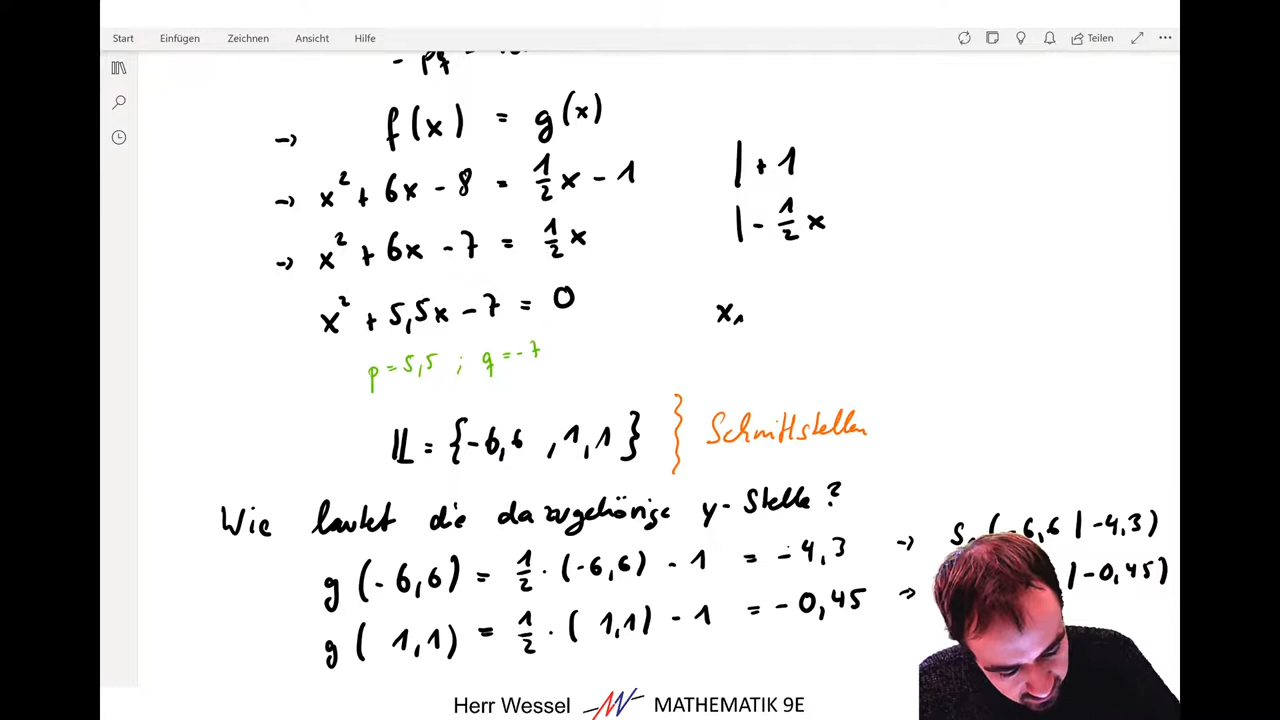 Start Einfügen Zeichnen Ansicht Hilfe Teilen
- pq
→ f(x) = g(x)
→ x² + 6x - 8 = 1/2 x - 1 | + 1
→ x² + 6x - 7 = 1/2 x | - 1/2 x
x² + 5,5x - 7 = 0 x₁
p = 5,5 ; q = -7
𝕃 = {-6,6 , 1,1} } Schnittstellen
Wie lautet die dazugehörige y-Stelle?
g(-6,6) = 1/2 · (-6,6) - 1 = -4,3 → S (-6,6 | -4,3)
g( 1,1) = 1/2 · ( 1,1) - 1 = -0,45 → | -0,45)
Herr Wessel MATHEMATIK 9E